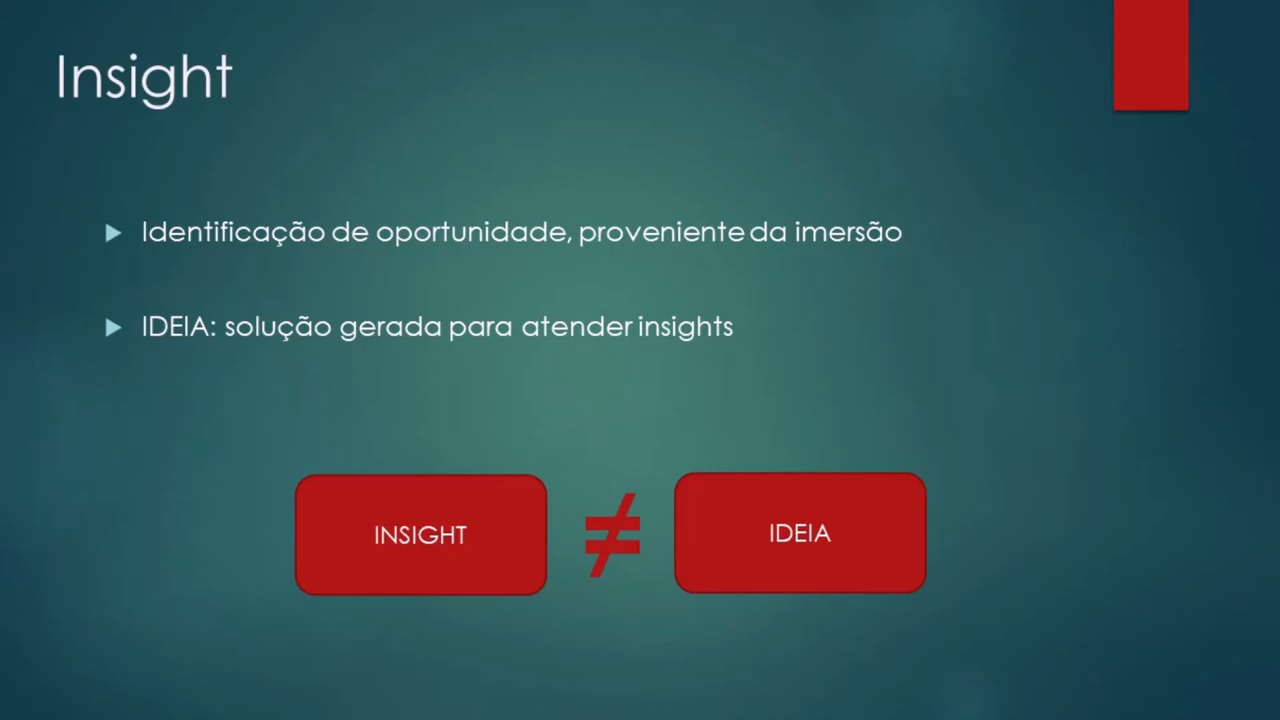 Insight
Identificação de oportunidade, proveniente da imersão
IDEIA: solução gerada para atender insights
INSIGHT ≠ IDEIA